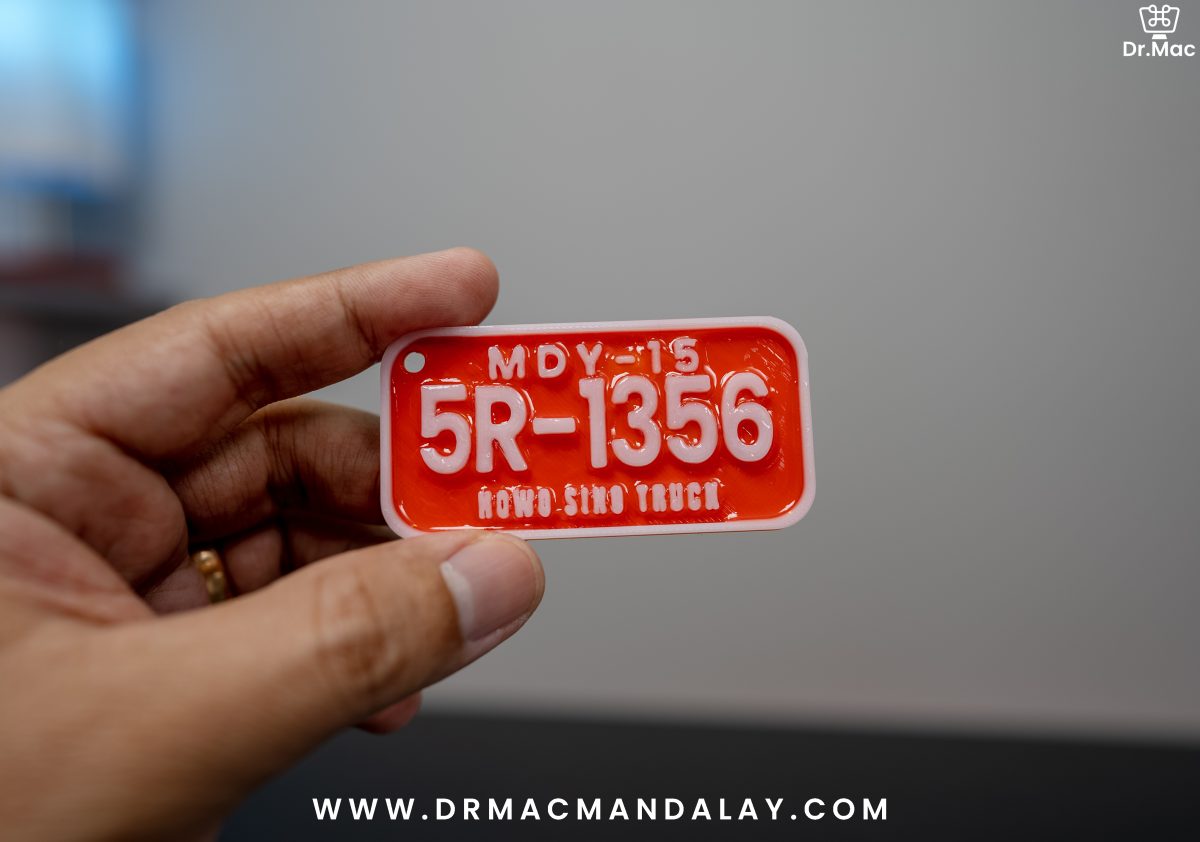 Dr.Mac
MDY-15
5R-1356
HOWO SINO TRUCK
WWW.DRMACMANDALAY.COM